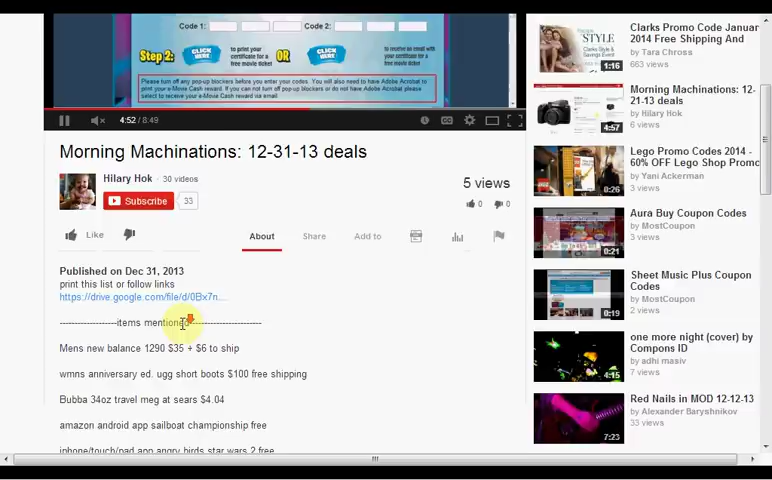 Code 1:
Code 2:
Step 2:
CLICK HERE
to print your
certificate for a
free movie ticket
OR
CLICK HERE
to receive an email with
your certificate for a
free movie ticket
Please turn off any pop-up blockers before you enter your codes. You will also need to have Adobe Acrobat to
print your e-Movie Cash reward. If you can not turn off pop-up blockers or do not have Adobe Acrobat, please
select to receive your e-Movie Cash reward via email.
4:52 / 8:49
CC
Morning Machinations: 12-31-13 deals
Hilary Hok · 30 videos
Subscribe
33
5 views
0
0
Like
About
Share
Add to
Published on Dec 31, 2013
print this list or follow links
https://drive.google.com/file/d/0Bx7n...
-------------------items mentioned-----------------------
Mens new balance 1290 $35 + $6 to ship
wmns anniversary ed. ugg short boots $100 free shipping
Bubba 34oz travel meg at sears $4.04
amazon android app sailboat championship free
iphone/touch/pad app angry birds star wars 2 free
STYLE
1:16
Clarks Promo Code Januar
2014 Free Shipping And
by Tara Chross
663 views
4:57
Morning Machinations: 12-
21-13 deals
by Hilary Hok
6 views
0:26
Lego Promo Codes 2014 -
60% OFF Lego Shop Promo
by Yani Ackerman
3 views
0:21
Aura Buy Coupon Codes
by MostCoupon
3 views
0:29
Sheet Music Plus Coupon
Codes
by MostCoupon
2 views
4:15
one more night (cover) by
Compons ID
by adhi masiv
7 views
7:23
Red Nails in MOD 12-12-13
by Alexander Baryshnikov
33 views